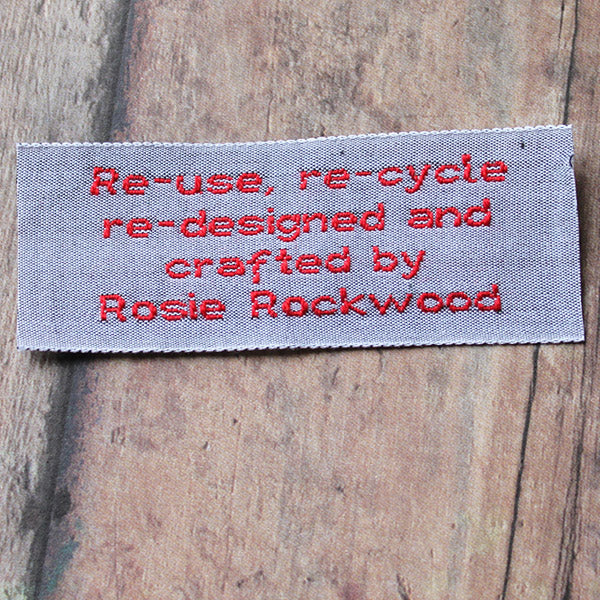 Re-use, re-cycle
re-designed and
crafted by
Rosie Rockwood